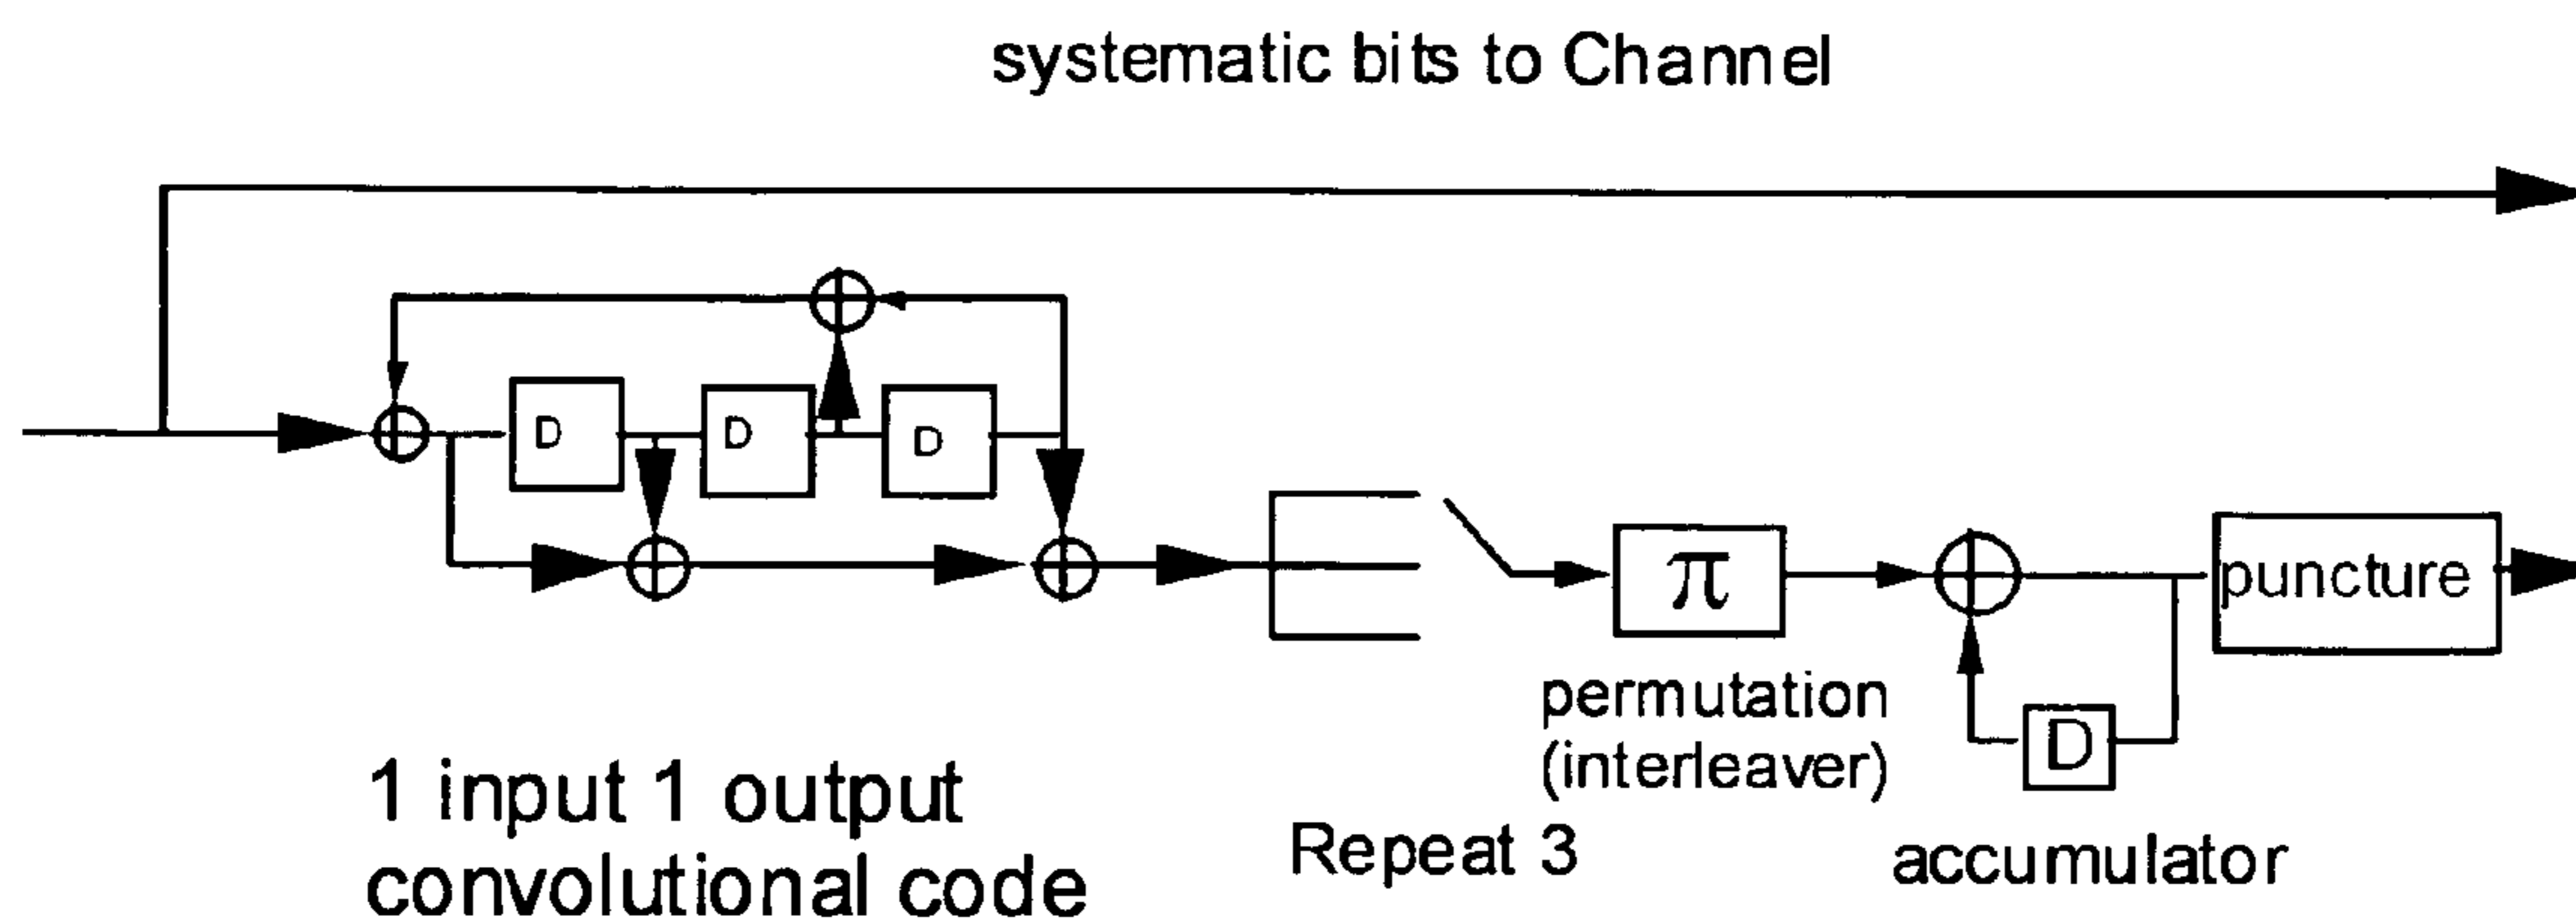 systematic bits to Channel
D
D
D
π
puncture
permutation
(interleaver)
D
1 input 1 output
convolutional code
Repeat 3
accumulator